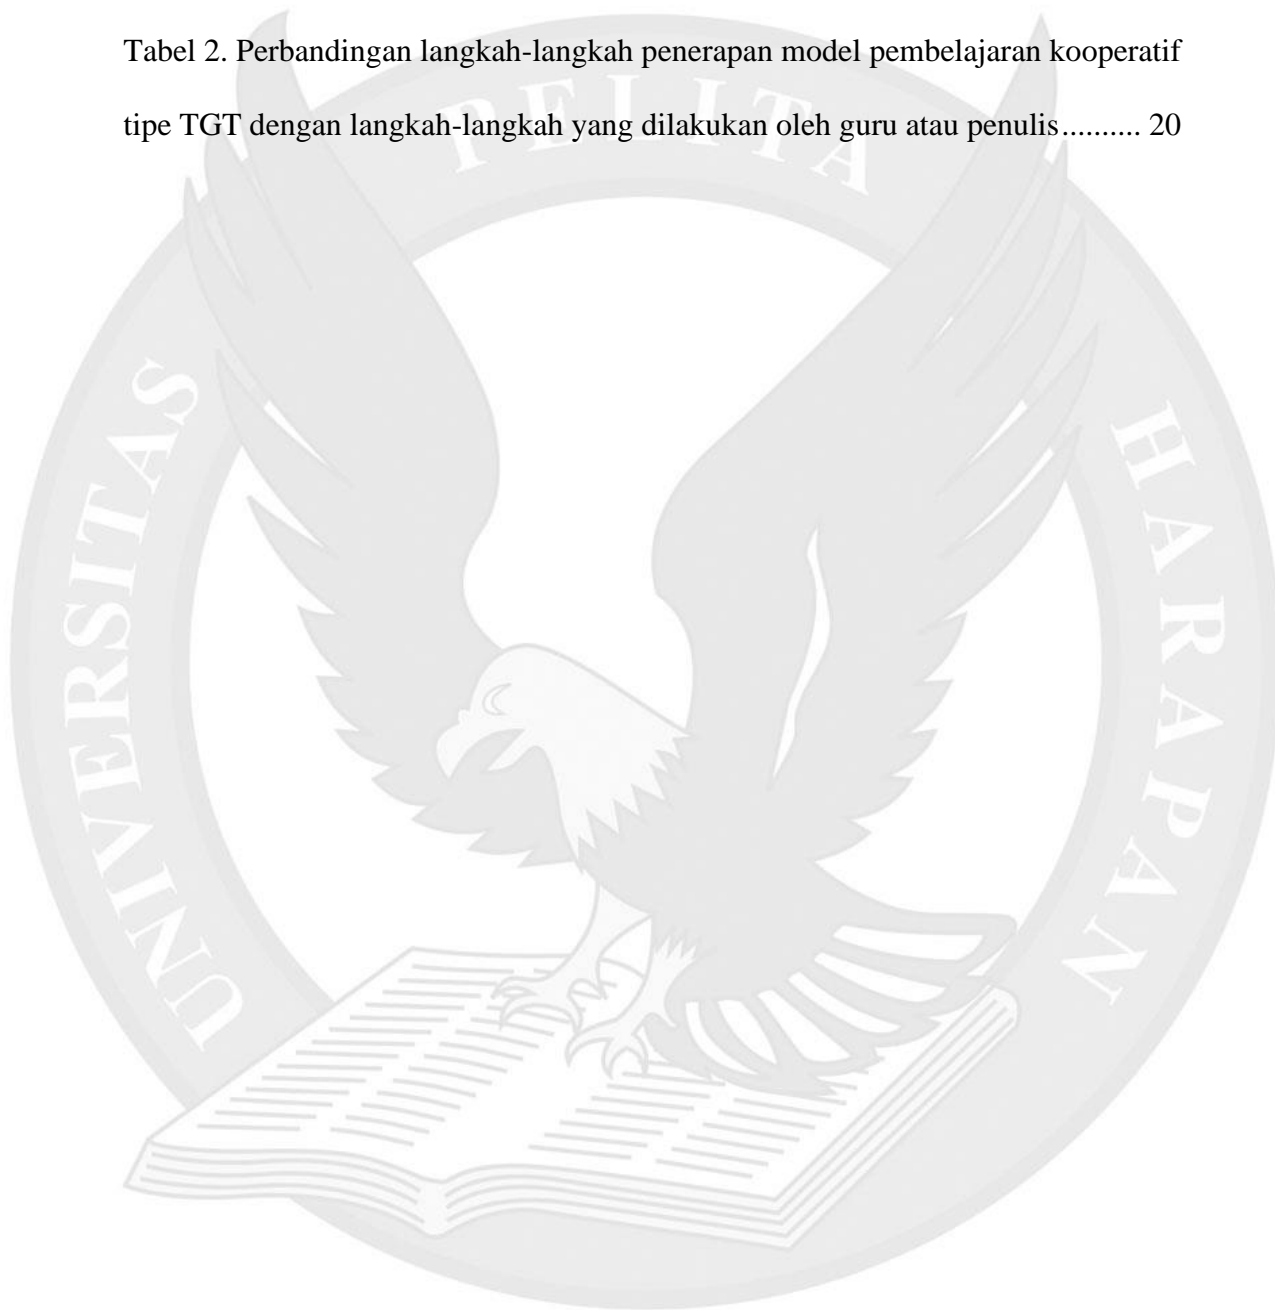 Tabel 2. Perbandingan langkah-langkah penerapan model pembelajaran kooperatif
tipe TGT dengan langkah-langkah yang dilakukan oleh guru atau penulis.......... 20
UNIVERSITAS PELITA HARAPAN